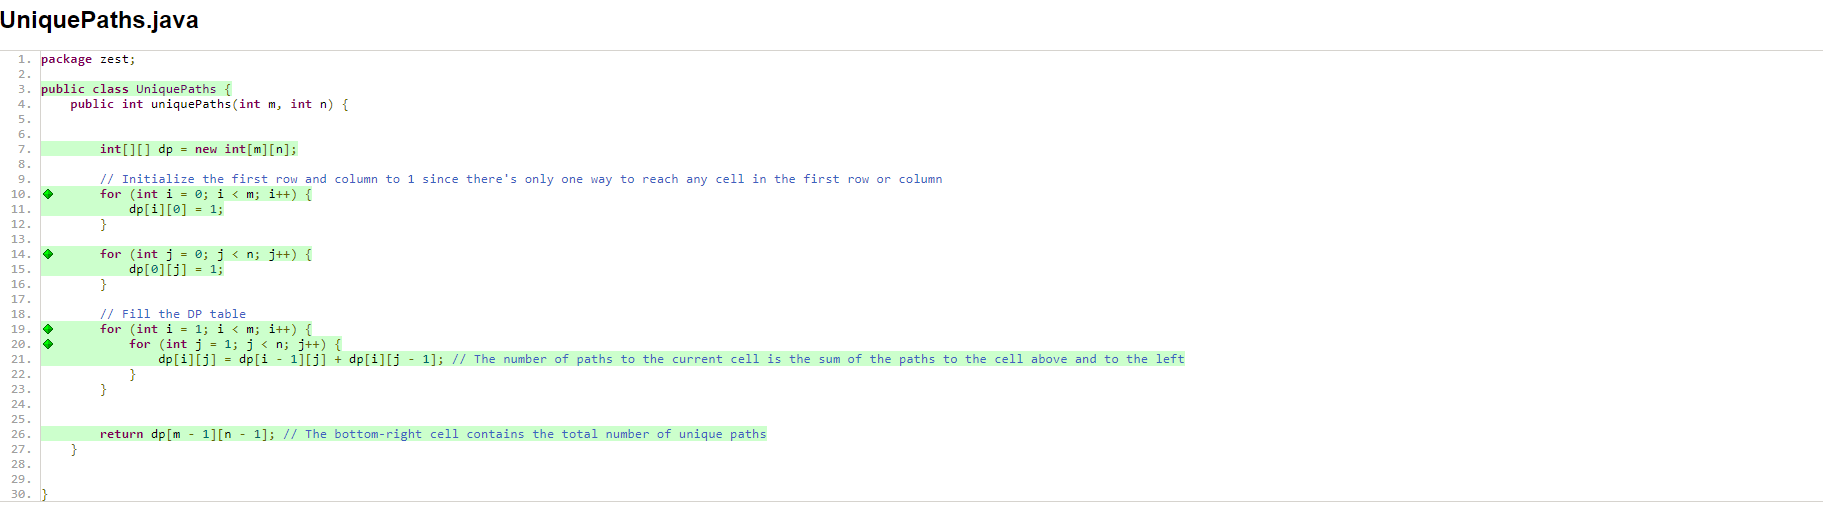 UniquePaths.java
1. package zest;
2.
3. public class UniquePaths {
4. public int uniquePaths(int m, int n) {
5.
6.
7. int[][] dp = new int[m][n];
8.
9. // Initialize the first row and column to 1 since there's only one way to reach any cell in the first row or column
10. for (int i = 0; i < m; i++) {
11. dp[i][0] = 1;
12. }
13.
14. for (int j = 0; j < n; j++) {
15. dp[0][j] = 1;
16. }
17.
18. // Fill the DP table
19. for (int i = 1; i < m; i++) {
20. for (int j = 1; j < n; j++) {
21. dp[i][j] = dp[i - 1][j] + dp[i][j - 1]; // The number of paths to the current cell is the sum of the paths to the cell above and to the left
22. }
23. }
24.
25.
26. return dp[m - 1][n - 1]; // The bottom-right cell contains the total number of unique paths
27. }
28.
29.
30. }